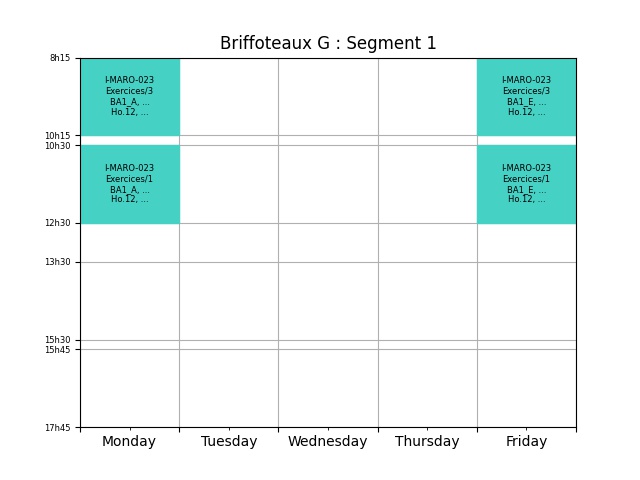 Briffoteaux G : Segment 1
8h15
I-MARO-023
Exercices/3
BA1_A, ...
Ho.12, ...
I-MARO-023
Exercices/3
BA1_E, ...
Ho.12, ...
10h15
10h30
I-MARO-023
Exercices/1
BA1_A, ...
Ho.12, ...
I-MARO-023
Exercices/1
BA1_E, ...
Ho.12, ...
12h30
13h30
15h30
15h45
17h45
Monday Tuesday Wednesday Thursday Friday